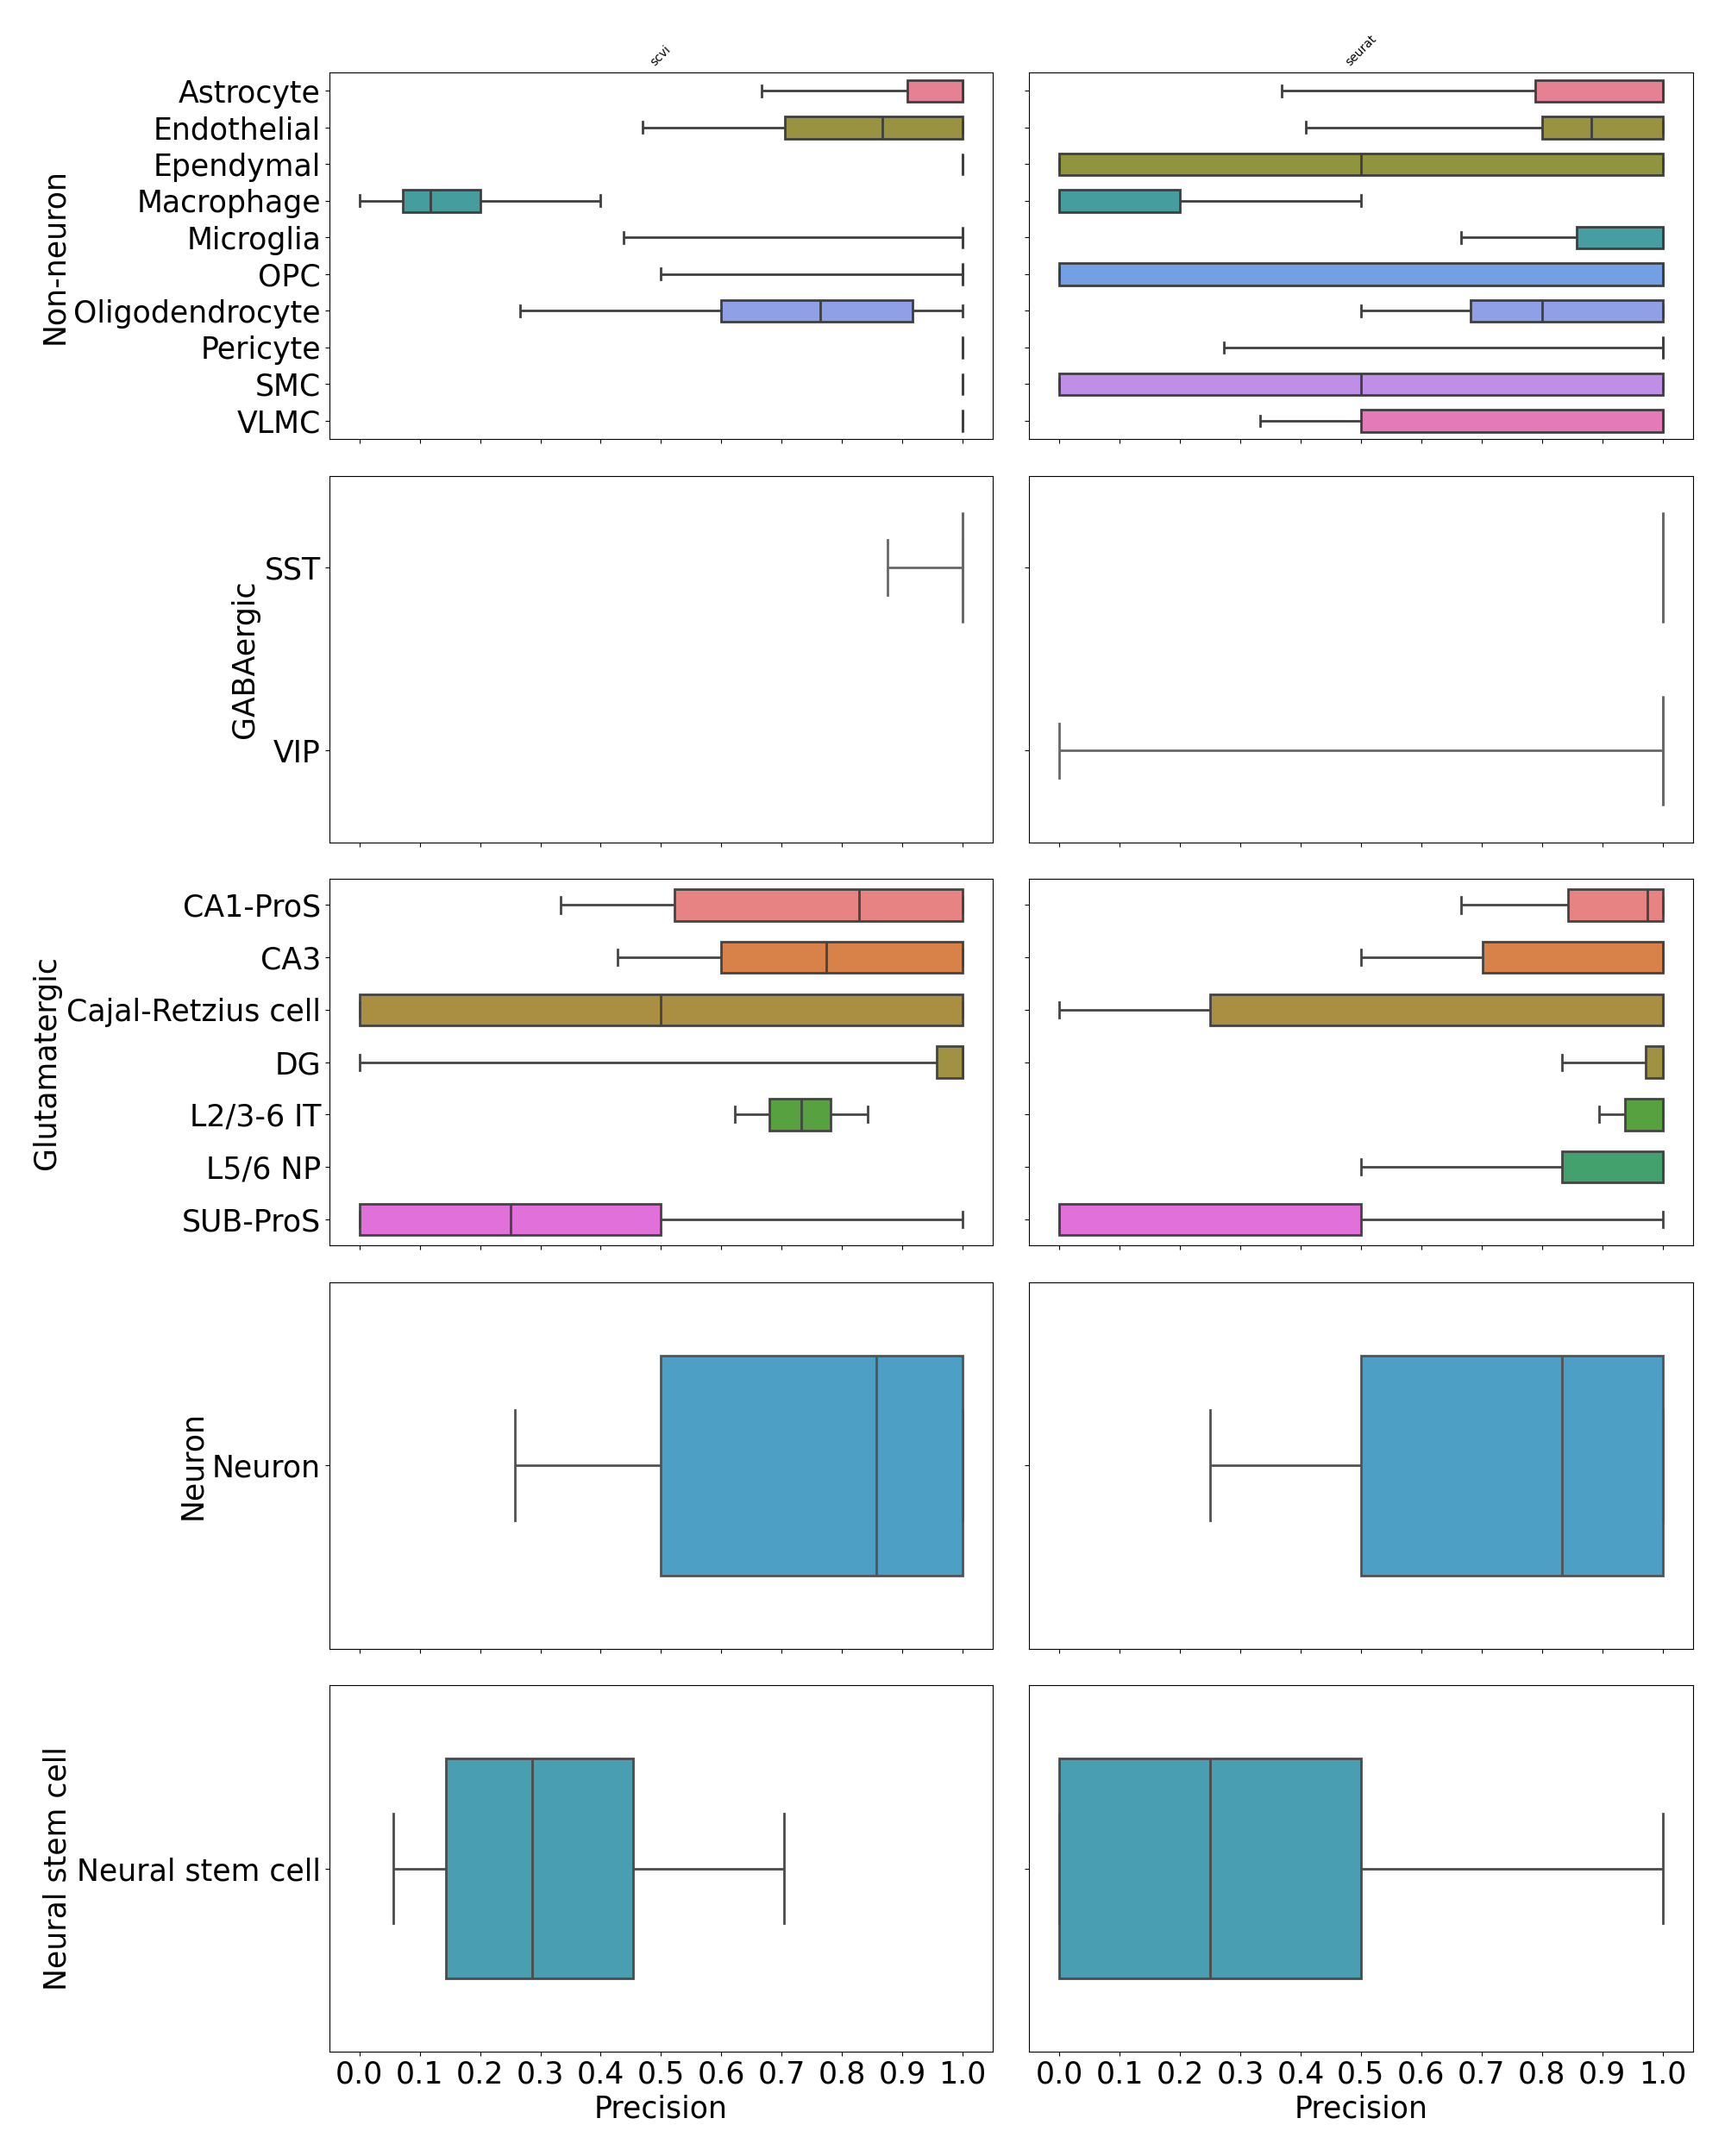 scvi
seurat
Non-neuron
Astrocyte
Endothelial
Ependymal
Macrophage
Microglia
OPC
Oligodendrocyte
Pericyte
SMC
VLMC
GABAergic
SST
VIP
Glutamatergic
CA1-ProS
CA3
Cajal-Retzius cell
DG
L2/3-6 IT
L5/6 NP
SUB-ProS
Neuron
Neuron
Neural stem cell
Neural stem cell
0.0 0.1 0.2 0.3 0.4 0.5 0.6 0.7 0.8 0.9 1.0
Precision
0.0 0.1 0.2 0.3 0.4 0.5 0.6 0.7 0.8 0.9 1.0
Precision